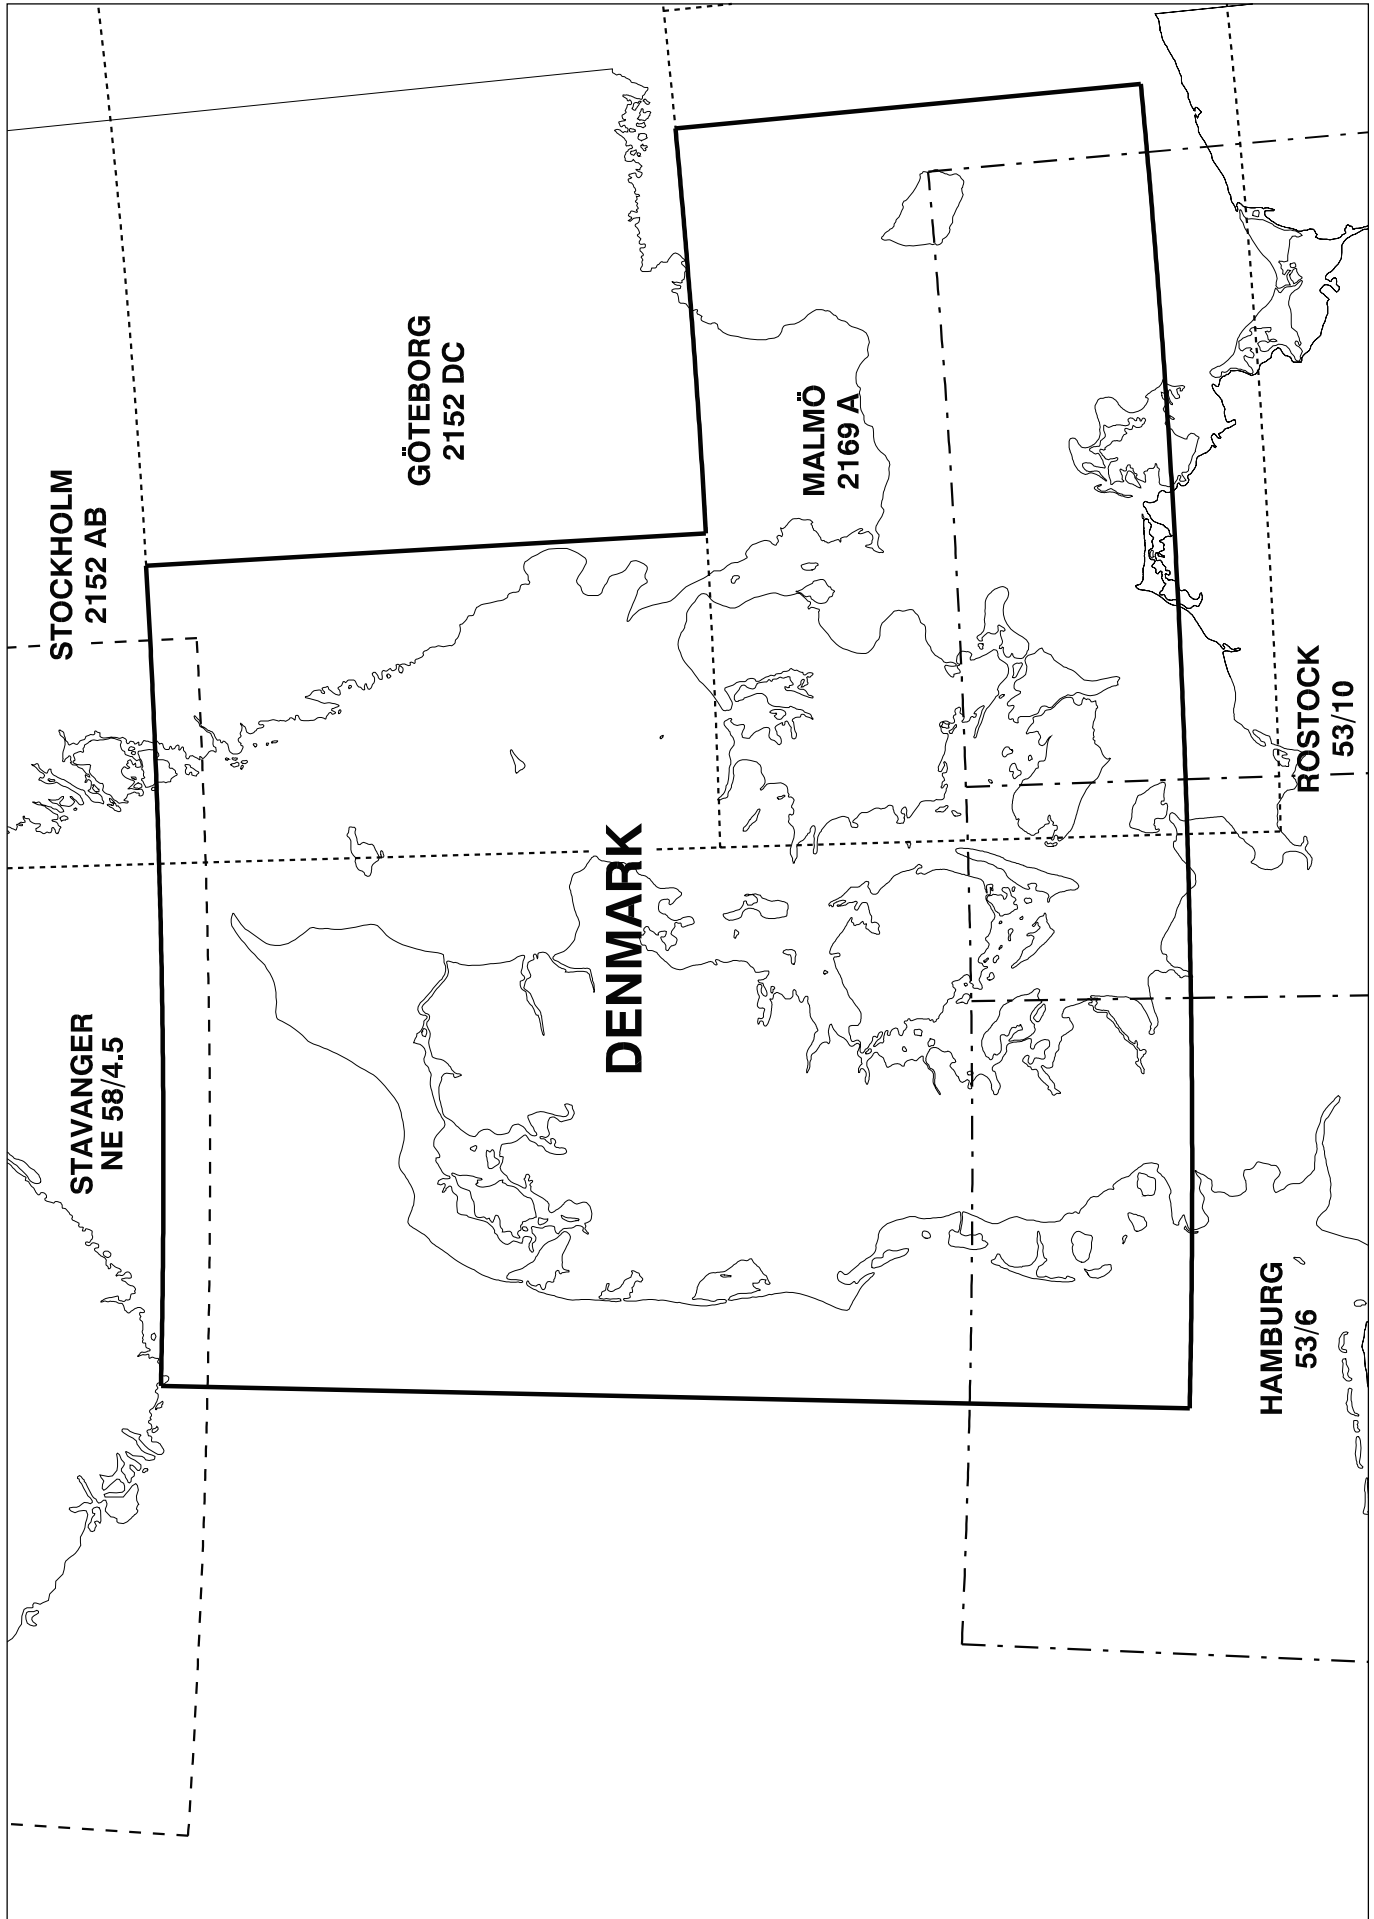 STAVANGER
NE 58/4.5
STOCKHOLM
2152 AB
GÖTEBORG
2152 DC
DENMARK
MALMÖ
2169 A
HAMBURG
53/6
ROSTOCK
53/10